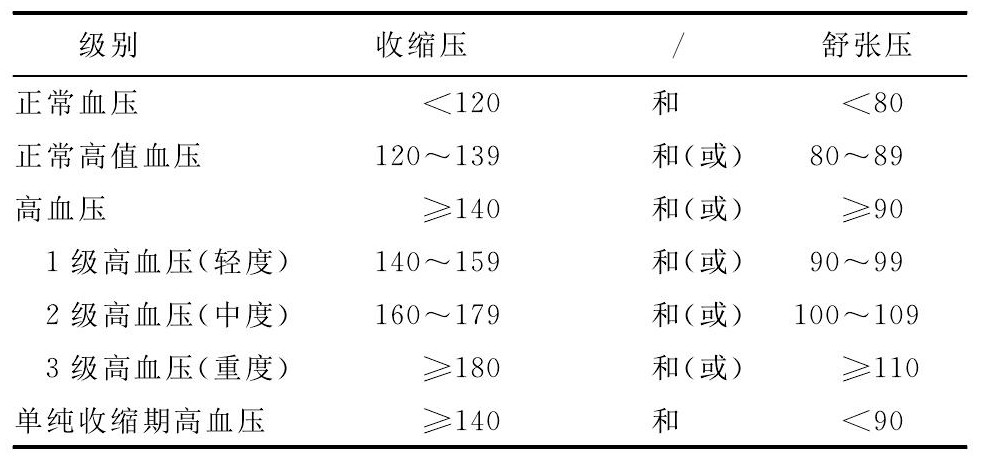 级别 收缩压 / 舒张压
正常血压 <120 和 <80
正常高值血压 120～139 和(或) 80～89
高血压 ≥140 和(或) ≥90
1级高血压(轻度) 140～159 和(或) 90～99
2级高血压(中度) 160～179 和(或) 100～109
3级高血压(重度) ≥180 和(或) ≥110
单纯收缩期高血压 ≥140 和 <90